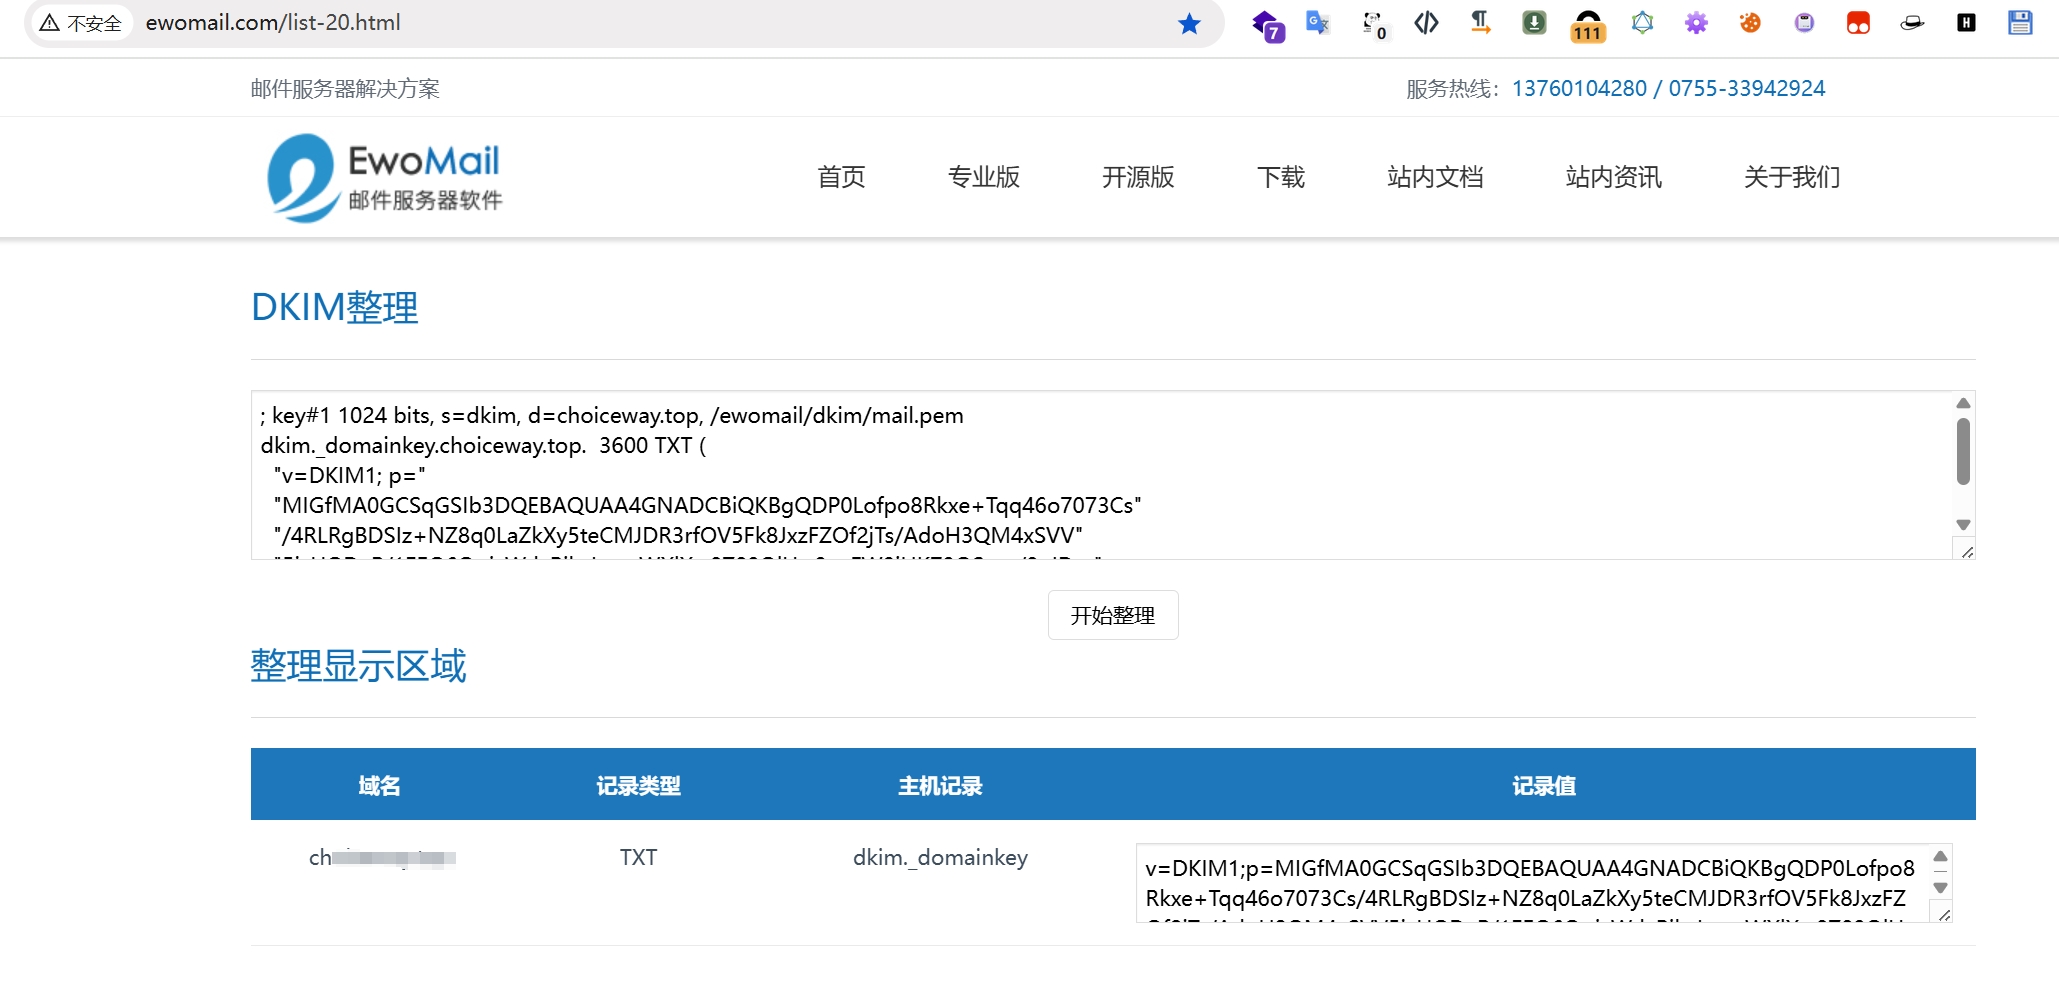 不安全
ewomail.com/list-20.html
7
0
111
H
邮件服务器解决方案
服务热线：13760104280 / 0755-33942924
EwoMail
邮件服务器软件
首页
专业版
开源版
下载
站内文档
站内资讯
关于我们
DKIM整理
; key#1 1024 bits, s=dkim, d=choiceway.top, /ewomail/dkim/mail.pem
dkim._domainkey.choiceway.top. 3600 TXT (
"v=DKIM1; p="
"MIGfMA0GCSqGSIb3DQEBAQUAA4GNADCBiQKBgQDP0Lofpo8Rkxe+Tqq46o7073Cs"
"/4RLRgBDSIz+NZ8q0LaZkXy5teCMJDR3rfOV5Fk8JxzFZOf2jTs/AdoH3QM4xSVV"
开始整理
整理显示区域
域名
记录类型
主机记录
记录值
ch
TXT
dkim._domainkey
v=DKIM1;p=MIGfMA0GCSqGSIb3DQEBAQUAA4GNADCBiQKBgQDP0Lofpo8
Rkxe+Tqq46o7073Cs/4RLRgBDSIz+NZ8q0LaZkXy5teCMJDR3rfOV5Fk8JxzFZ